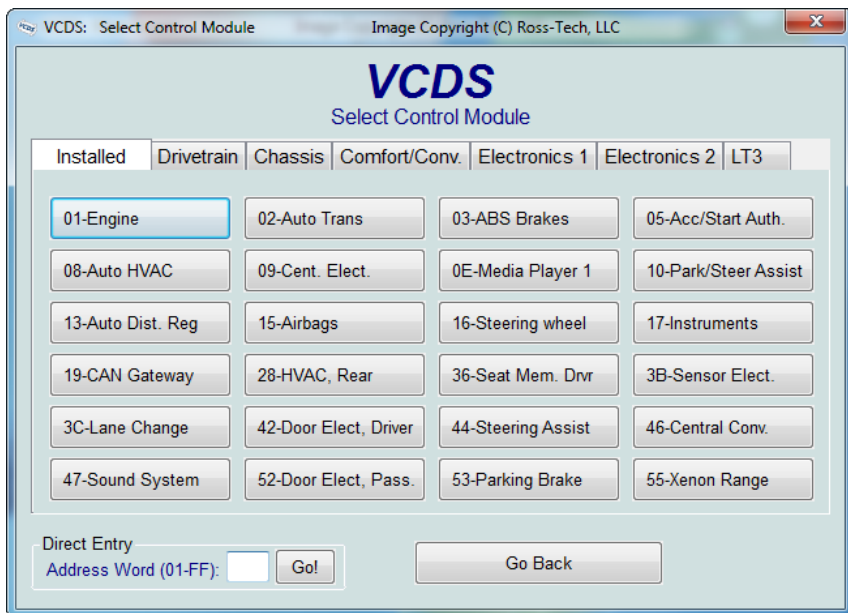 VCDS: Select Control Module Image Copyright (C) Ross-Tech, LLC
VCDS
Select Control Module
Installed Drivetrain Chassis Comfort/Conv. Electronics 1 Electronics 2 LT3
01-Engine 02-Auto Trans 03-ABS Brakes 05-Acc/Start Auth.
08-Auto HVAC 09-Cent. Elect. 0E-Media Player 1 10-Park/Steer Assist
13-Auto Dist. Reg 15-Airbags 16-Steering wheel 17-Instruments
19-CAN Gateway 28-HVAC, Rear 36-Seat Mem. Drvr 3B-Sensor Elect.
3C-Lane Change 42-Door Elect, Driver 44-Steering Assist 46-Central Conv.
47-Sound System 52-Door Elect, Pass. 53-Parking Brake 55-Xenon Range
Direct Entry
Address Word (01-FF): Go! Go Back